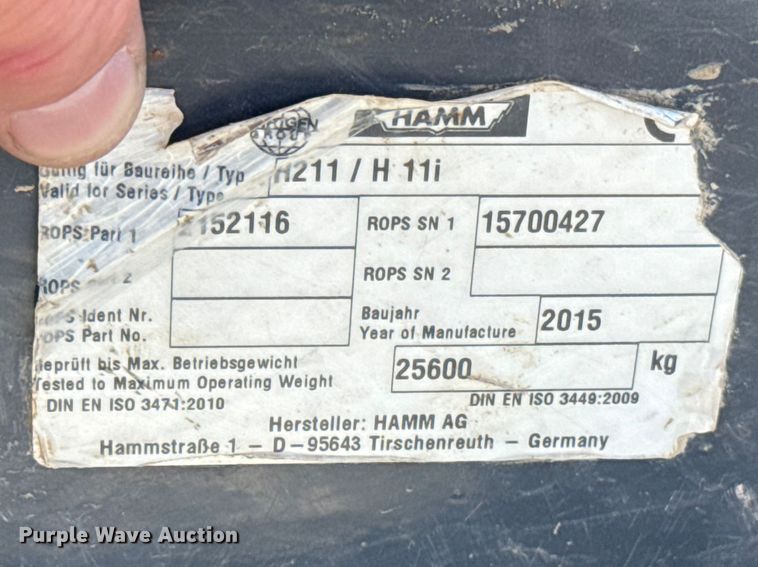 HAMM
für Baureihe / Typ H211 / H 11i
Valid for Series / Type
ROPS Part 1 2152116 ROPS SN 1 15700427
ROPS 2 ROPS SN 2
Ident Nr. Baujahr
Part No. Year of Manufacture 2015
geprüft bis Max. Betriebsgewicht 25600 kg
Tested to Maximum Operating Weight
DIN EN ISO 3471:2010 DIN EN ISO 3449:2009
Hersteller: HAMM AG
Hammstraße 1 - D-95643 Tirschenreuth - Germany
Purple Wave Auction